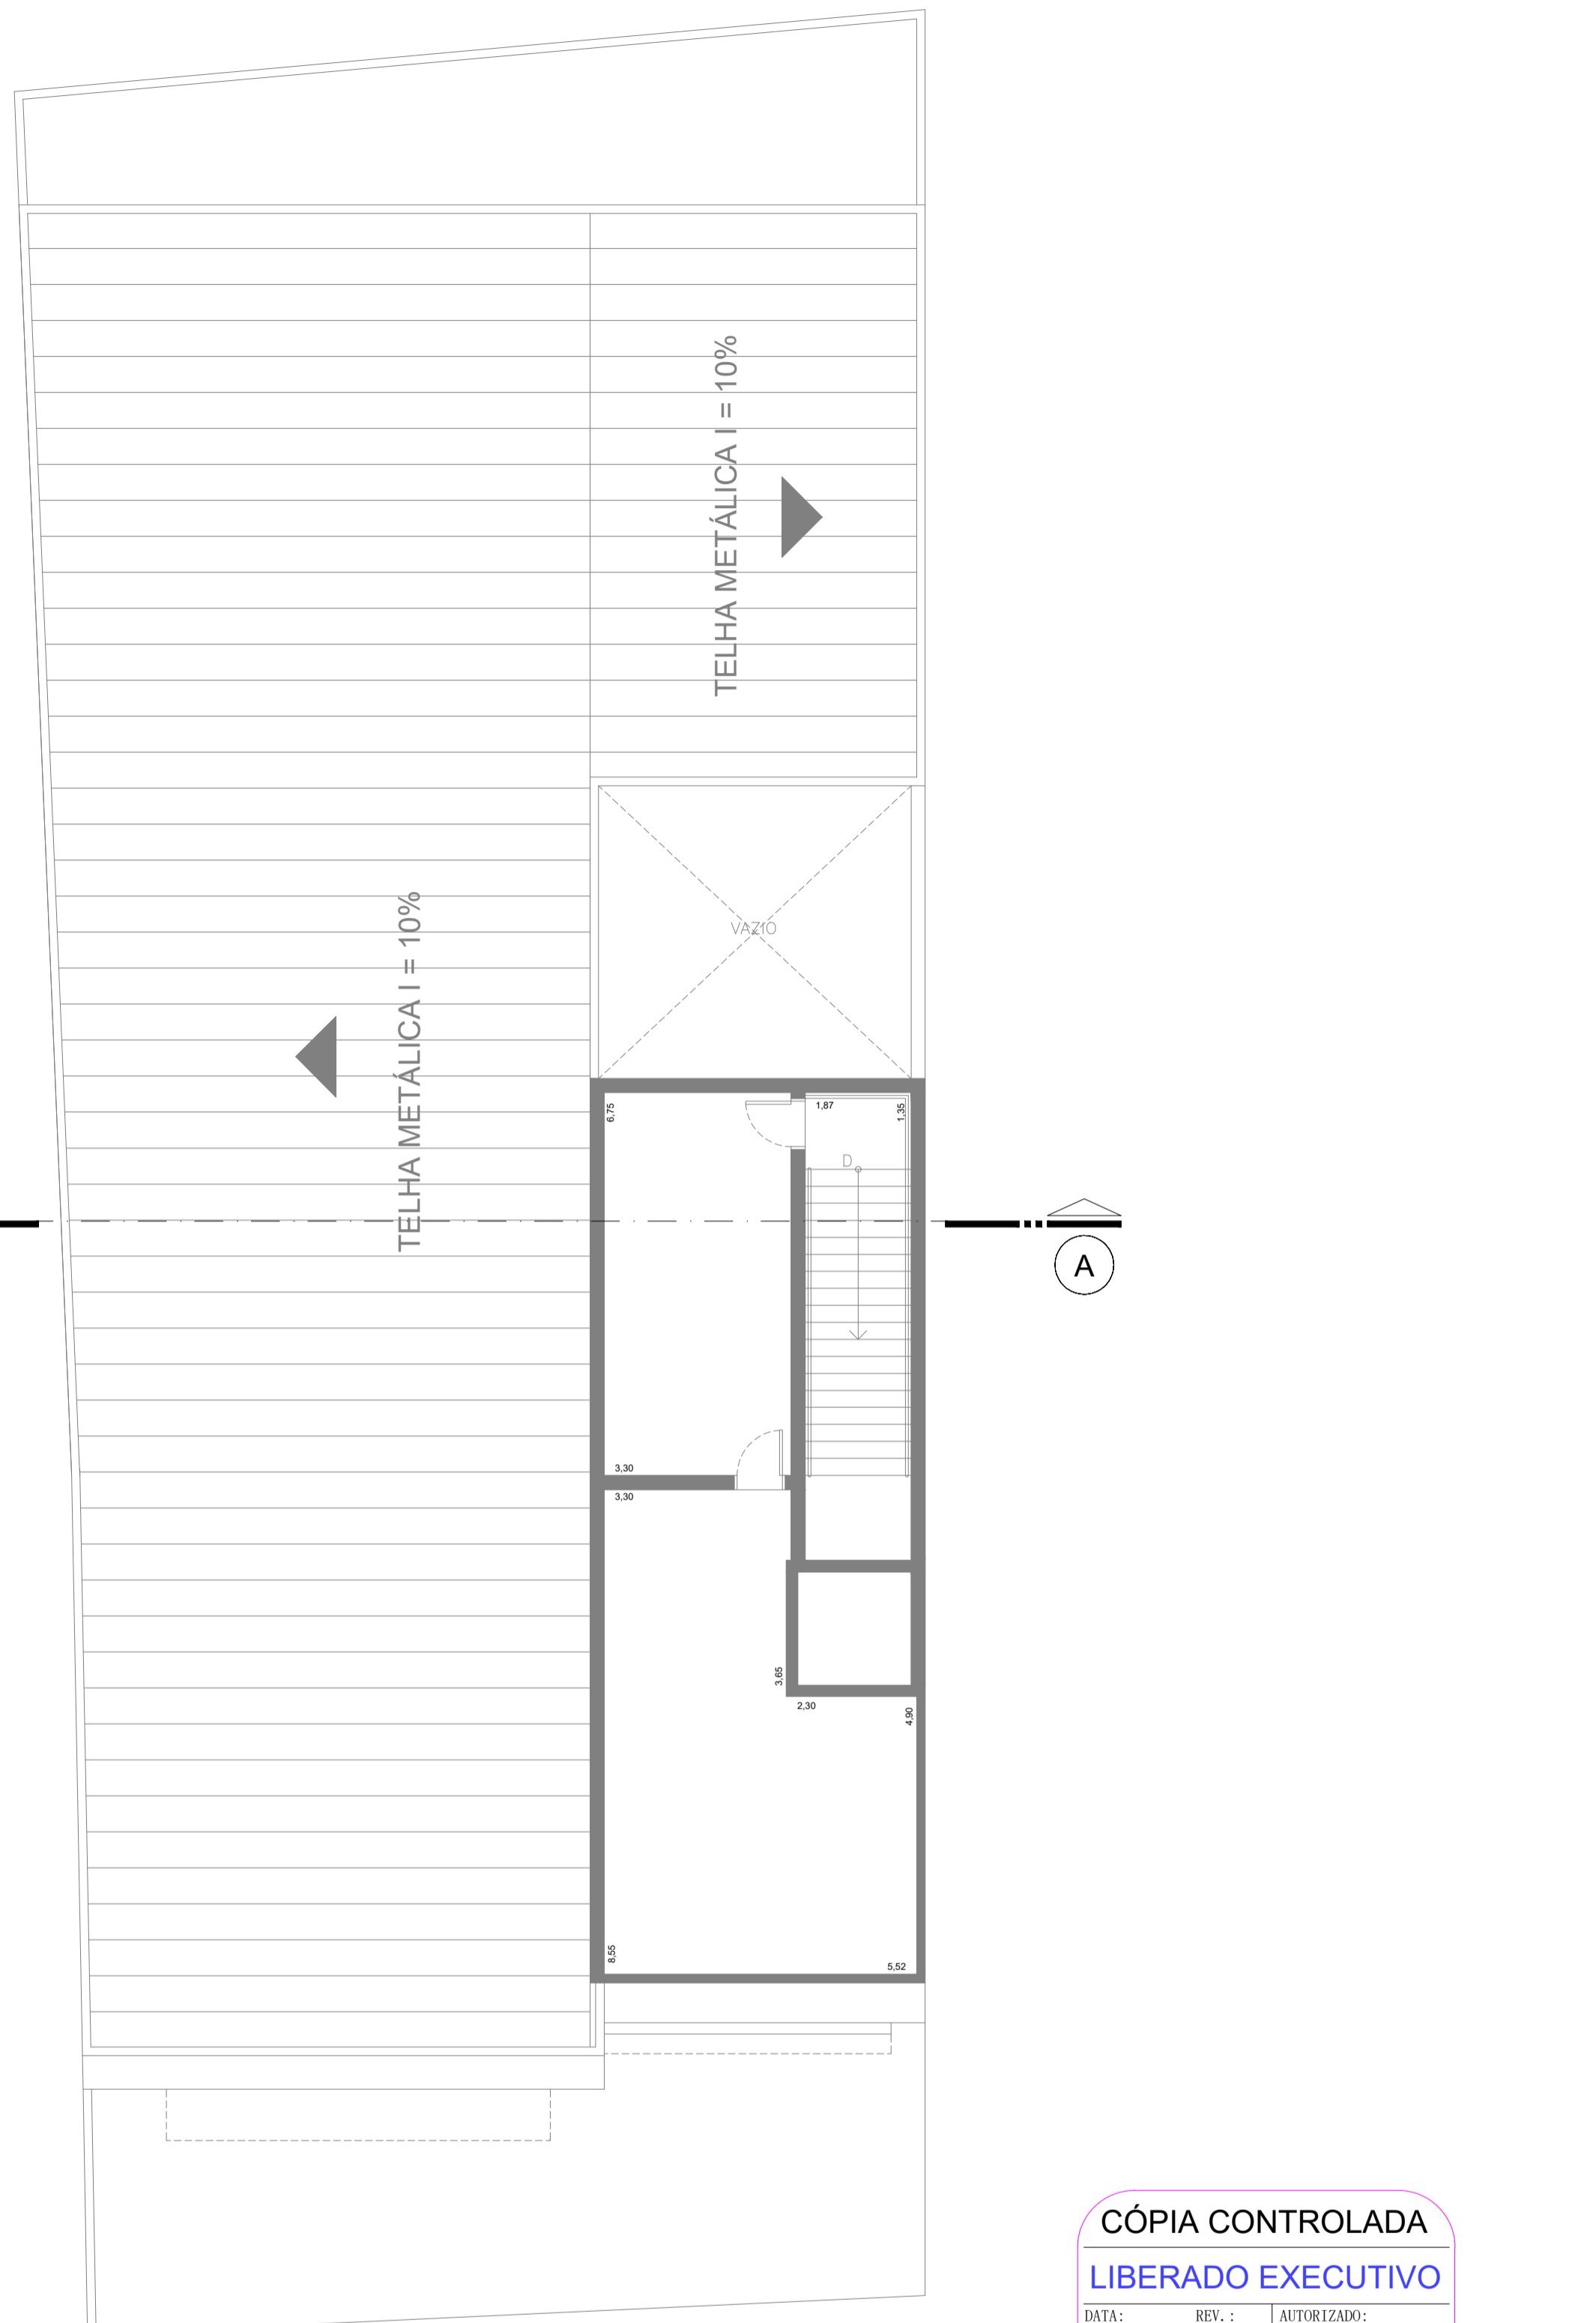 TELHA METÁLICA I = 10%
VAZIO
TELHA METÁLICA I = 10%
6,75
1,87
1,35
D
A
3,30
3,30
3,65
2,30
4,90
8,55
5,52
CÓPIA CONTROLADA
LIBERADO EXECUTIVO
DATA: REV.: AUTORIZADO: